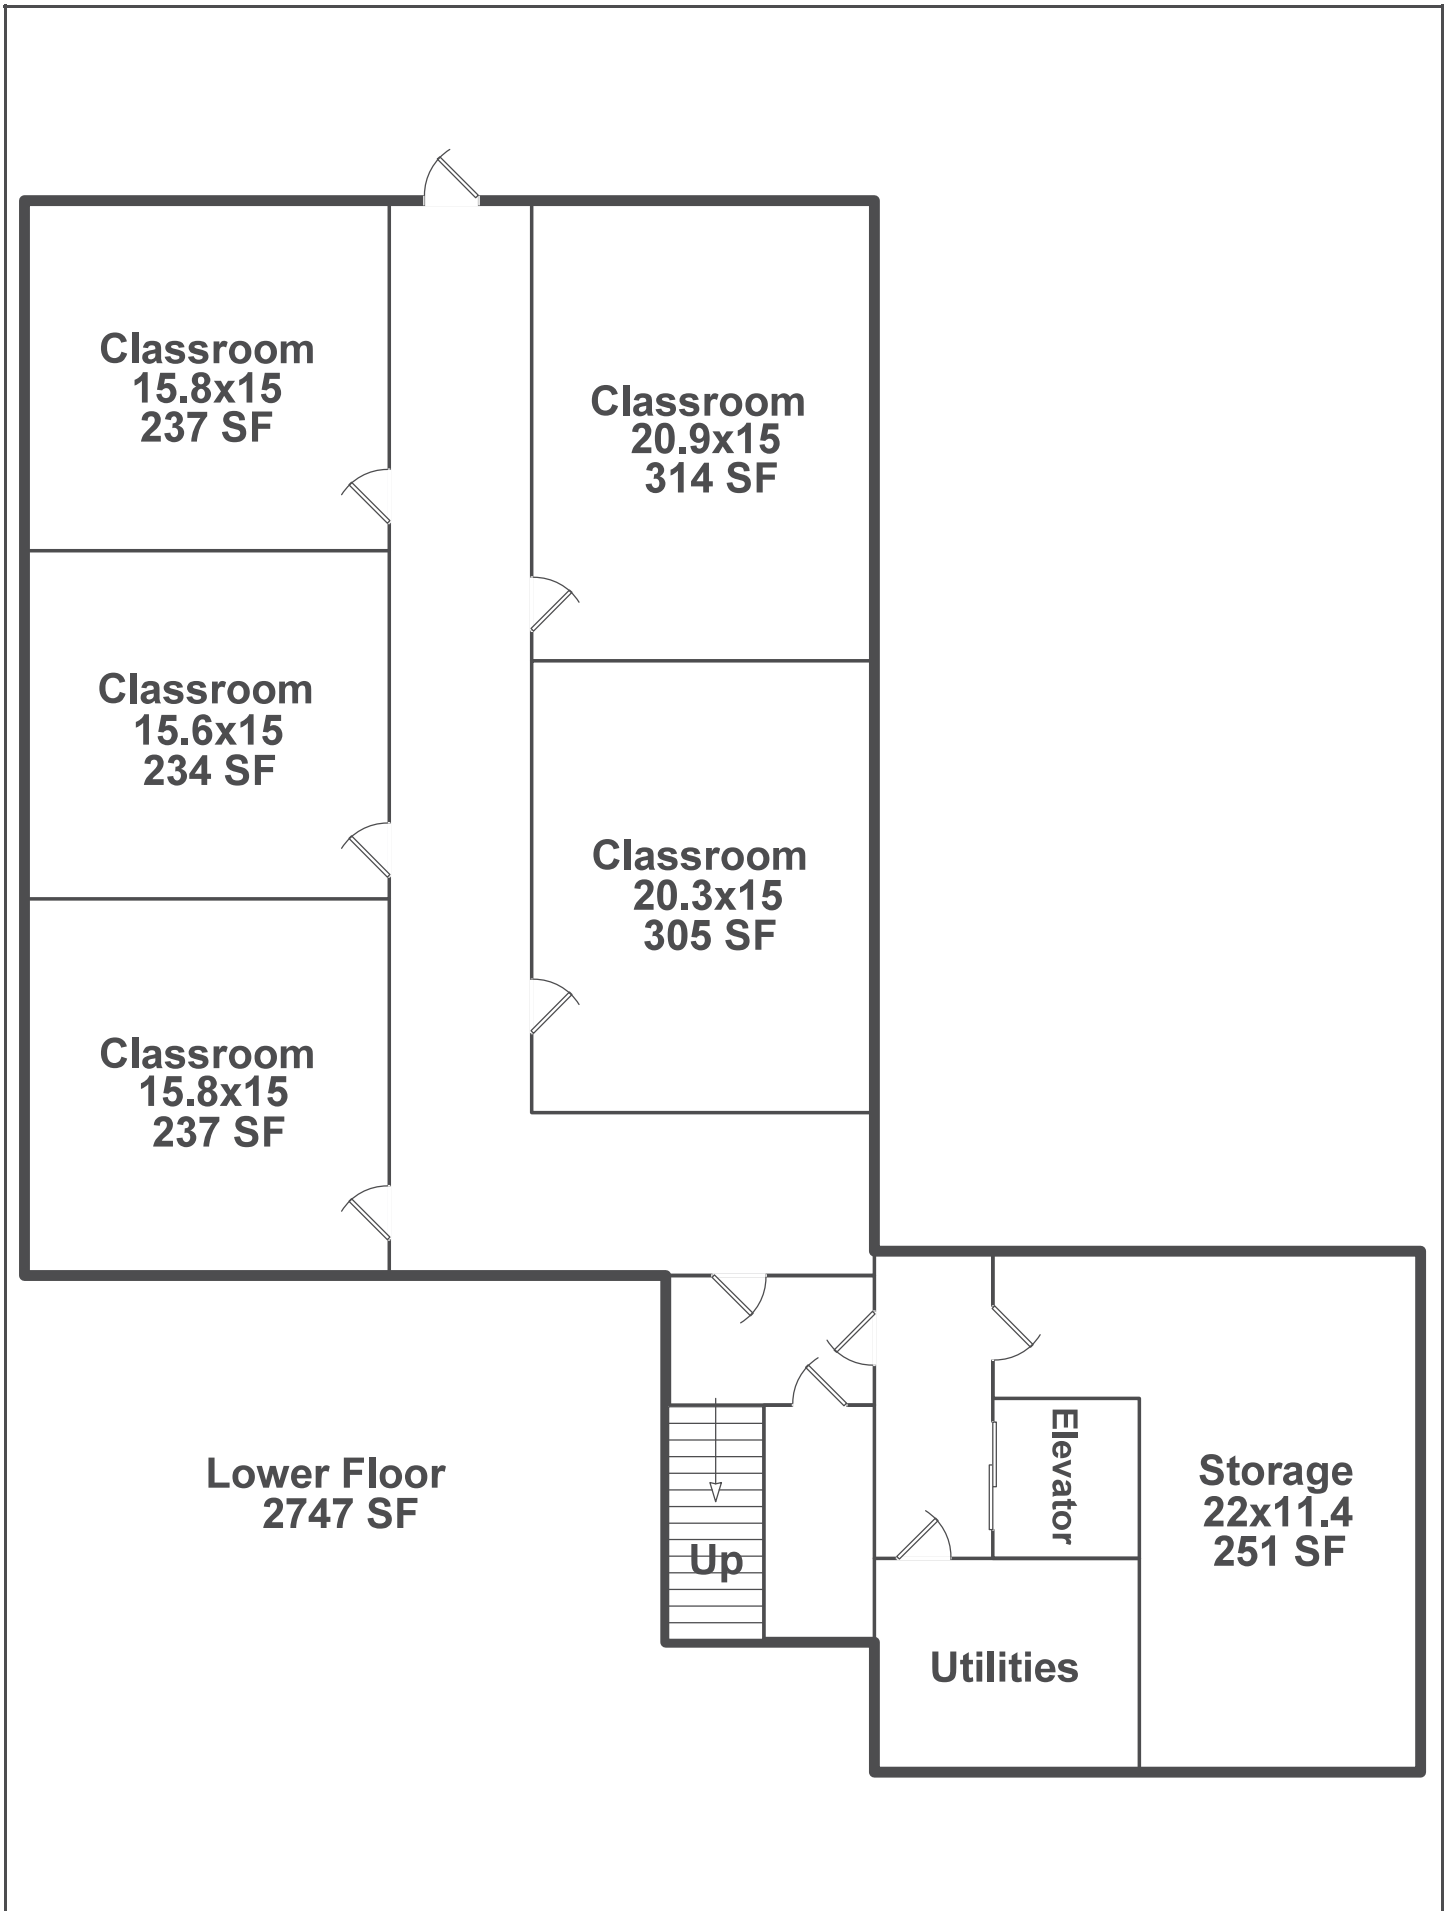 Classroom
15.8x15
237 SF
Classroom
20.9x15
314 SF
Classroom
15.6x15
234 SF
Classroom
20.3x15
305 SF
Classroom
15.8x15
237 SF
Lower Floor
2747 SF
Up
Elevator
Storage
22x11.4
251 SF
Utilities